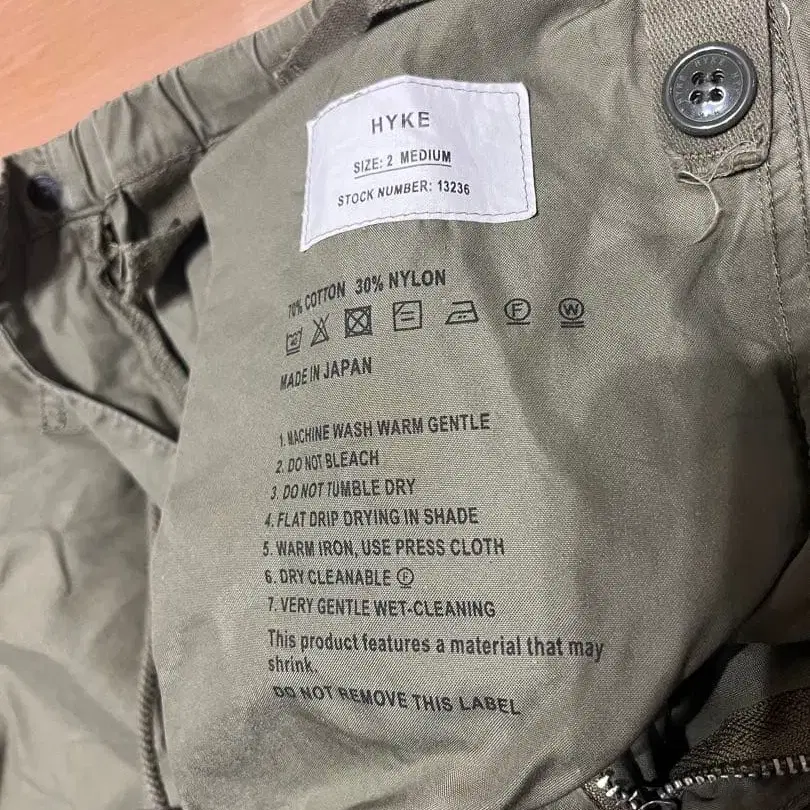 HYKE
SIZE: 2 MEDIUM
STOCK NUMBER: 13236
70% COTTON 30% NYLON
40 F W
MADE IN JAPAN
1. MACHINE WASH WARM GENTLE
2. DO NOT BLEACH
3. DO NOT TUMBLE DRY
4. FLAT DRIP DRYING IN SHADE
5. WARM IRON, USE PRESS CLOTH
6. DRY CLEANABLE Ⓕ
7. VERY GENTLE WET-CLEANING
This product features a material that may
shrink.
DO NOT REMOVE THIS LABEL
HYKE